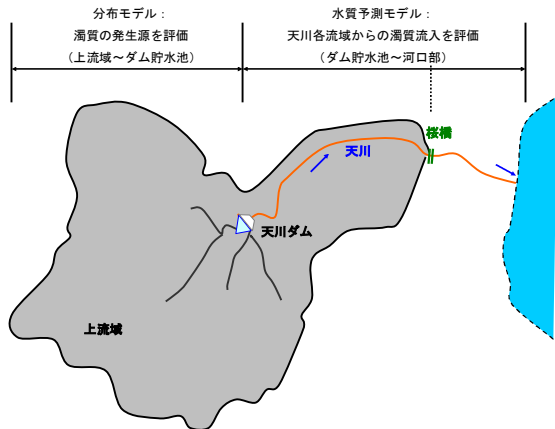 分布モデル：
濁質の発生源を評価
（上流域～ダム貯水池）
水質予測モデル：
天川各流域からの濁質流入を評価
（ダム貯水池～河口部）
桜橋
天川
天川ダム
上流域